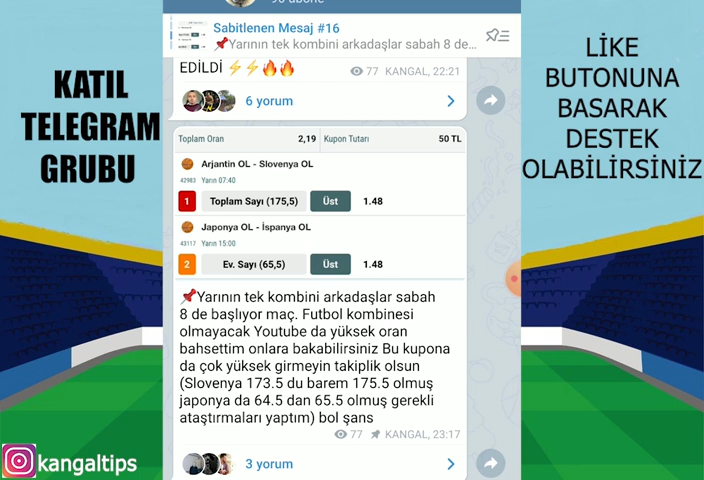 KATIL
TELEGRAM
GRUBU
LİKE
BUTONUNA
BASARAK
DESTEK
OLABİLİRSİNİZ
Sabitlenen Mesaj #16
📌Yarının tek kombini arkadaşlar sabah 8 de...
EDİLDİ ⚡⚡🔥🔥
77 KANGAL, 22:21
6 yorum
Toplam Oran 2,19 Kupon Tutarı 50 TL
Arjantin OL - Slovenya OL
42983 Yarın 07:40
1 Toplam Sayı (175,5) Üst 1.48
Japonya OL - İspanya OL
43117 Yarın 15:00
2 Ev. Sayı (65,5) Üst 1.48
📌Yarının tek kombini arkadaşlar sabah
8 de başlıyor maç. Futbol kombinesi
olmayacak Youtube da yüksek oran
bahsettim onlara bakabilirsiniz Bu kupona
da çok yüksek girmeyin takiplik olsun
(Slovenya 173.5 du barem 175.5 olmuş
japonya da 64.5 dan 65.5 olmuş gerekli
ataştırmaları yaptım) bol şans
77 KANGAL, 23:17
3 yorum
kangaltips